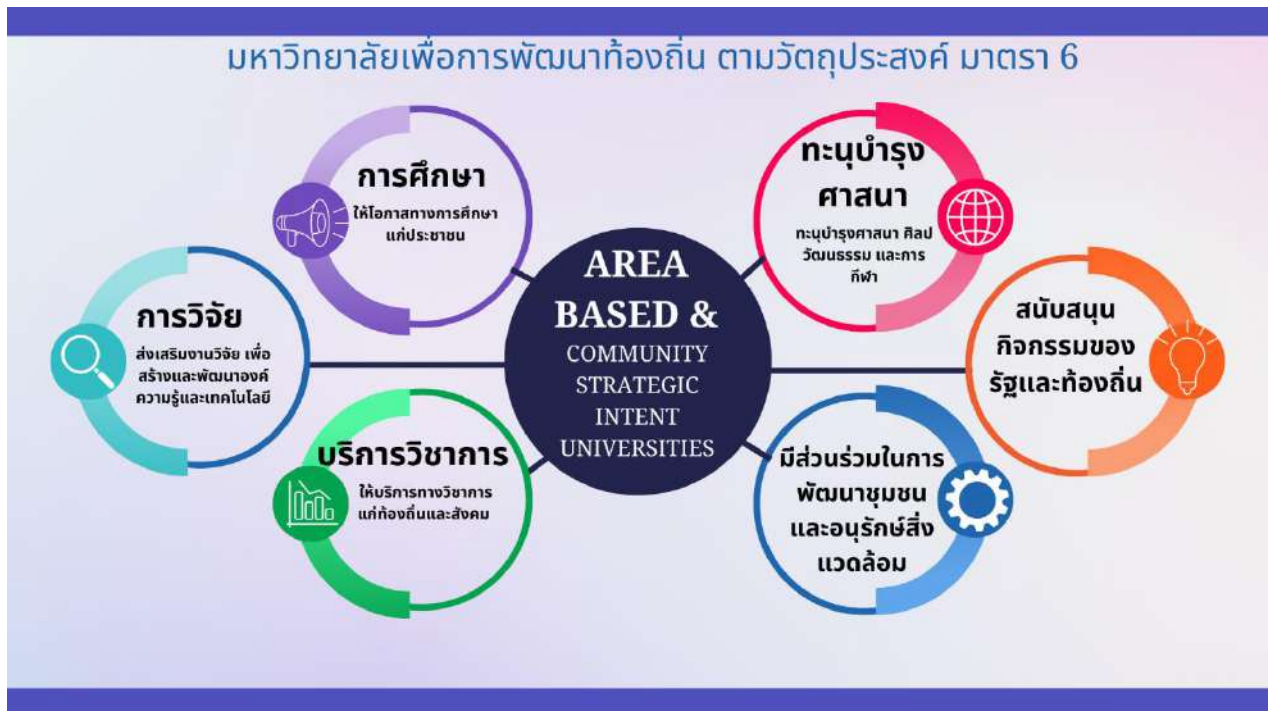 มหาวิทยาลัยเพื่อการพัฒนาท้องถิ่น ตามวัตถุประสงค์ มาตรา 6
การศึกษา
ให้โอกาสทางการศึกษา
แก่ประชาชน
ทะนุบำรุง
ศาสนา
ทะนุบำรุงศาสนา ศิลป
วัฒนธรรม และการ
กีฬา
การวิจัย
ส่งเสริมงานวิจัย เพื่อ
สร้างและพัฒนาองค์
ความรู้และเทคโนโลยี
AREA
BASED &
COMMUNITY
STRATEGIC
INTENT
UNIVERSITIES
สนับสนุน
กิจกรรมของ
รัฐและท้องถิ่น
บริการวิชาการ
ให้บริการทางวิชาการ
แก่ท้องถิ่นและสังคม
มีส่วนร่วมในการ
พัฒนาชุมชน
และอนุรักษ์สิ่ง
แวดล้อม